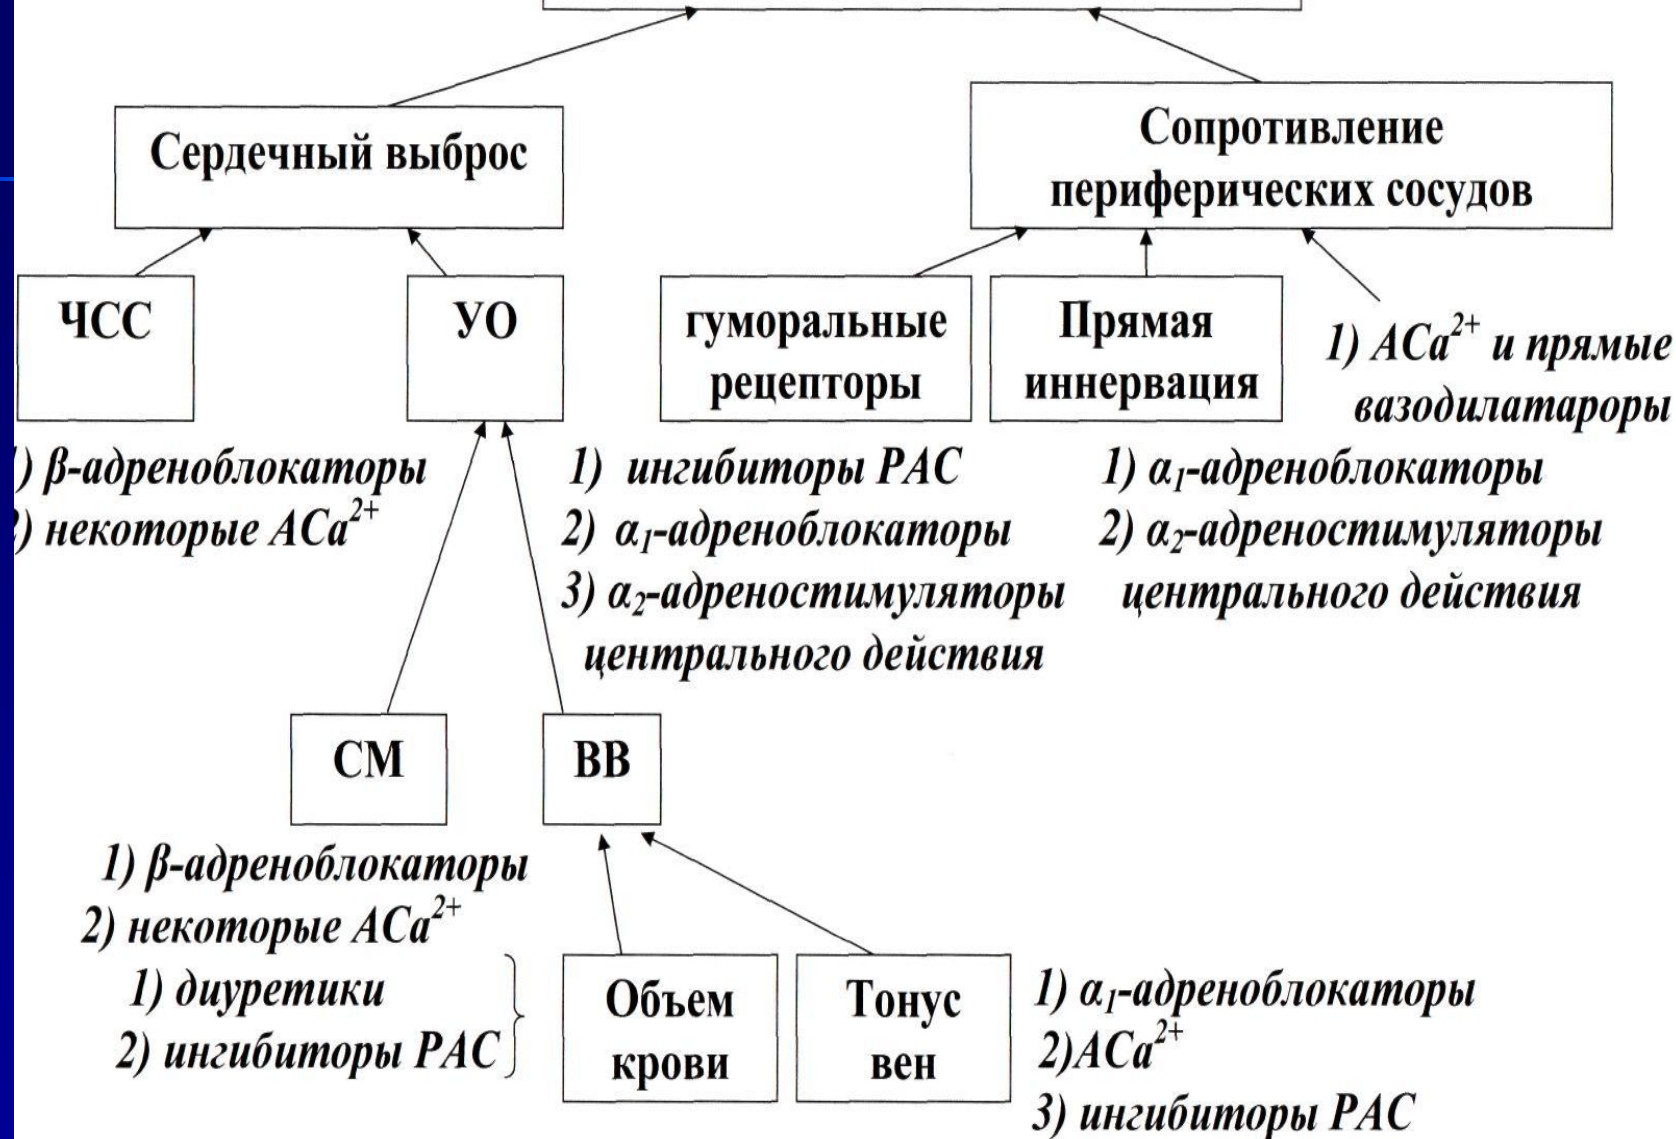 Сердечный выброс
Сопротивление
периферических сосудов
ЧСС
УО
гуморальные
рецепторы
Прямая
иннервация
1) АСа²⁺ и прямые
вазодилатароры
) β-адреноблокаторы
) некоторые АСа²⁺
1) ингибиторы РАС
2) α₁-адреноблокаторы
3) α₂-адреностимуляторы
центрального действия
1) α₁-адреноблокаторы
2) α₂-адреностимуляторы
центрального действия
СМ
ВВ
1) β-адреноблокаторы
2) некоторые АСа²⁺
1) диуретики
2) ингибиторы РАС
Объем
крови
Тонус
вен
1) α₁-адреноблокаторы
2)АСа²⁺
3) ингибиторы РАС